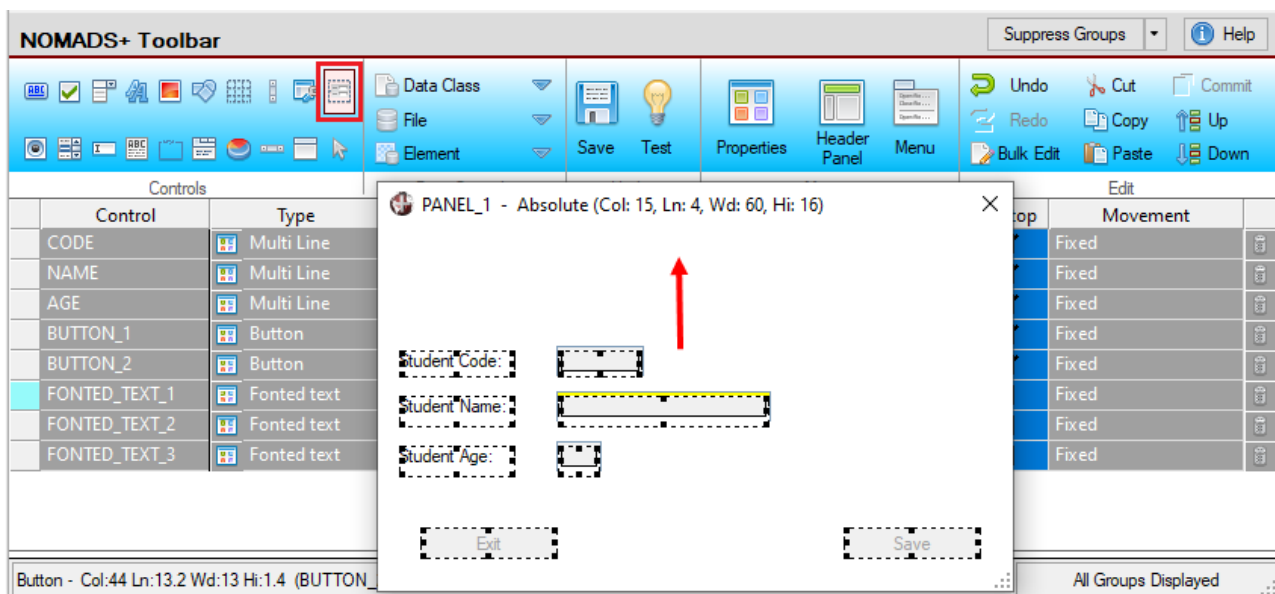 NOMADS+ Toolbar
Suppress Groups
Help
Data Class
File
Element
Save
Test
Properties
Header
Panel
Menu
Undo
Redo
Bulk Edit
Cut
Copy
Paste
Commit
Up
Down
Controls
Edit
Control Type
op Movement
CODE Multi Line Fixed
NAME Multi Line Fixed
AGE Multi Line Fixed
BUTTON_1 Button Fixed
BUTTON_2 Button Fixed
FONTED_TEXT_1 Fonted text Fixed
FONTED_TEXT_2 Fonted text Fixed
FONTED_TEXT_3 Fonted text Fixed
PANEL_1 - Absolute (Col: 15, Ln: 4, Wd: 60, Hi: 16)
Student Code:
Student Name:
Student Age:
Exit
Save
Button - Col:44 Ln:13.2 Wd:13 Hi:1.4 (BUTTON_
All Groups Displayed